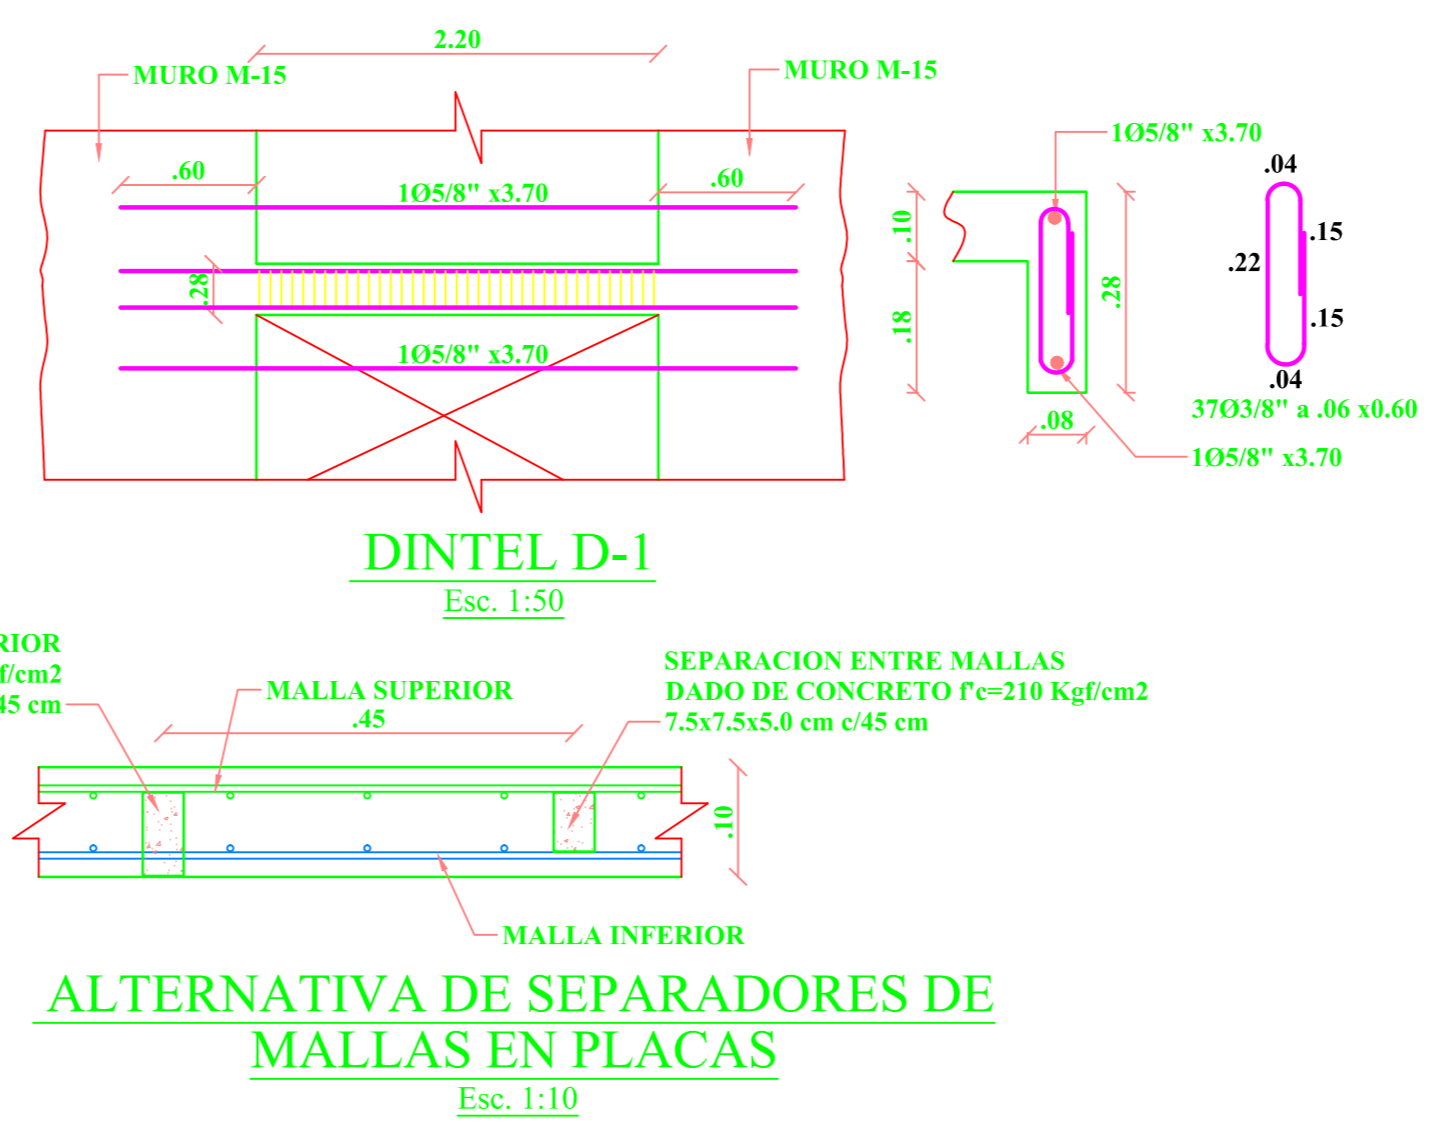 2.20
MURO M-15
MURO M-15
.60
.60
1Ø5/8" x3.70
.28
1Ø5/8" x3.70
1Ø5/8" x3.70
.10
.18
.28
.08
1Ø5/8" x3.70
.04
.15
.22
.15
.04
37Ø3/8" a .06 x0.60
DINTEL D-1
Esc. 1:50
RIOR
f/cm2
45 cm
MALLA SUPERIOR
.45
SEPARACION ENTRE MALLAS
DADO DE CONCRETO f'c=210 Kgf/cm2
7.5x7.5x5.0 cm c/45 cm
.10
MALLA INFERIOR
ALTERNATIVA DE SEPARADORES DE
MALLAS EN PLACAS
Esc. 1:10